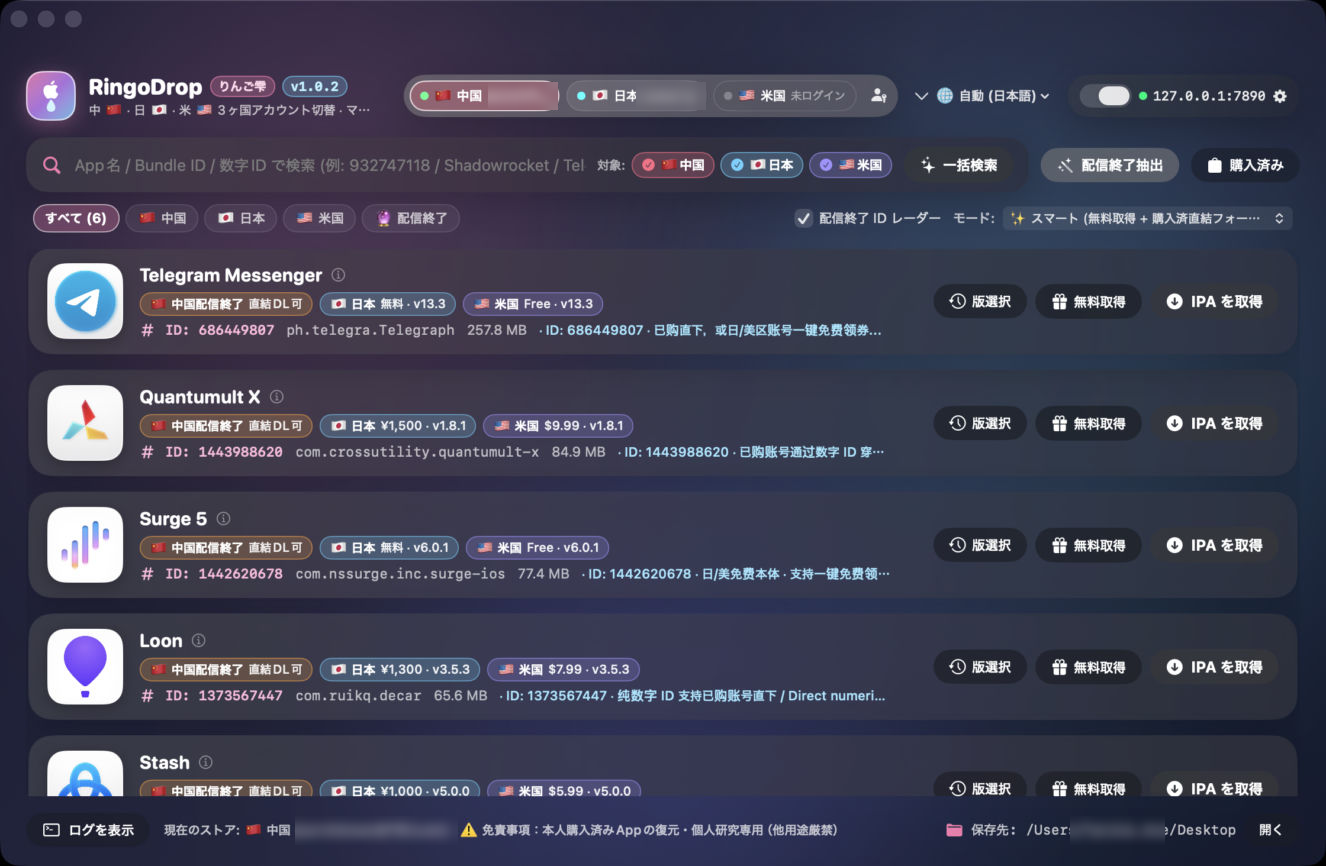 RingoDrop りんご雫 v1.0.2
中 🇨🇳 · 日 🇯🇵 · 米 🇺🇸 3ヶ国アカウント切替 · マ…
🇨🇳 中国 🇯🇵 日本 🇺🇸 米国 未ログイン
自動 (日本語) 127.0.0.1:7890
App名 / Bundle ID / 数字ID で検索 (例: 932747118 / Shadowrocket / Tel 対象: 🇨🇳 中国 🇯🇵 日本 🇺🇸 米国 一括検索 配信終了抽出 購入済み
すべて (6) 🇨🇳 中国 🇯🇵 日本 🇺🇸 米国 🔮 配信終了 配信終了 ID レーダー モード: ✨ スマート (無料取得 + 購入済直結フォー…
Telegram Messenger
🇨🇳 中国配信終了 直結DL可 🇯🇵 日本 無料 · v13.3 🇺🇸 米国 Free · v13.3 版選択 無料取得 IPA を取得
# ID: 686449807 ph.telegra.Telegraph 257.8 MB · ID: 686449807 · 已购直下，或日/美区账号一键免费领券…
Quantumult X
🇨🇳 中国配信終了 直結DL可 🇯🇵 日本 ¥1,500 · v1.8.1 🇺🇸 米国 $9.99 · v1.8.1 版選択 無料取得 IPA を取得
# ID: 1443988620 com.crossutility.quantumult-x 84.9 MB · ID: 1443988620 · 已购账号通过数字 ID 穿…
Surge 5
🇨🇳 中国配信終了 直結DL可 🇯🇵 日本 無料 · v6.0.1 🇺🇸 米国 Free · v6.0.1 版選択 無料取得 IPA を取得
# ID: 1442620678 com.nssurge.inc.surge-ios 77.4 MB · ID: 1442620678 · 日/美免费本体 · 支持一键免费领…
Loon
🇨🇳 中国配信終了 直結DL可 🇯🇵 日本 ¥1,300 · v3.5.3 🇺🇸 米国 $7.99 · v3.5.3 版選択 無料取得 IPA を取得
# ID: 1373567447 com.ruikq.decar 65.6 MB · ID: 1373567447 · 纯数字 ID 支持已购账号直下 / Direct numeri…
Stash
🇨🇳 中国配信終了 直結DL可 🇯🇵 日本 ¥1,000 · v5.0.0 🇺🇸 米国 $5.99 · v5.0.0 版選択 無料取得 IPA を取得
ログを表示 現在のストア: 🇨🇳 中国 ⚠️ 免責事項：本人購入済みAppの復元・個人研究専用 (他用途厳禁) 保存先: /User e/Desktop 開く